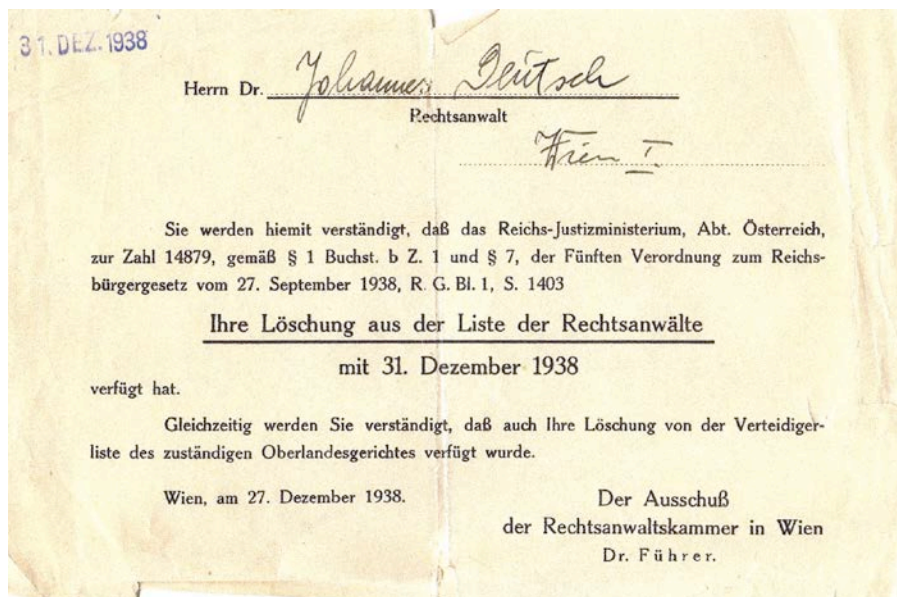 31. DEZ. 1938
Herrn Dr. Johannes Deutsch
Rechtsanwalt
Wien I.
Sie werden hiemit verständigt, daß das Reichs-Justizministerium, Abt. Österreich,
zur Zahl 14879, gemäß § 1 Buchst. b Z. 1 und § 7, der Fünften Verordnung zum Reichs-
bürgergesetz vom 27. September 1938, R. G. Bl. 1, S. 1403
Ihre Löschung aus der Liste der Rechtsanwälte
mit 31. Dezember 1938
verfügt hat.
Gleichzeitig werden Sie verständigt, daß auch Ihre Löschung von der Verteidiger-
liste des zuständigen Oberlandesgerichtes verfügt wurde.
Wien, am 27. Dezember 1938.
Der Ausschuß
der Rechtsanwaltskammer in Wien
Dr. Führer.